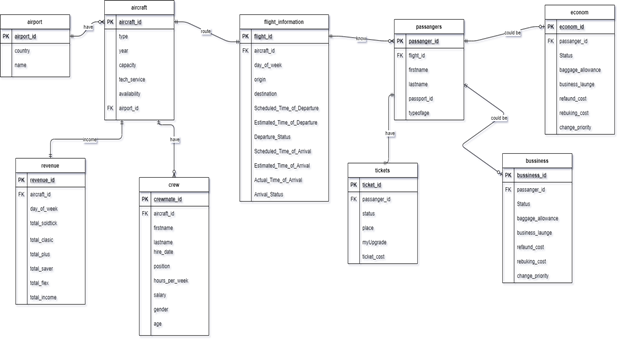 airport
PK airport_id
country
name
have
aircraft
PK aircraft_id
type
year
capacity
tech_service
availability
FK airport_id
route
flight_information
PK flight_id
FK aircraft_id
day_of_week
origin
destination
Scheduled_Time_of_Departure
Estimated_Time_of_Departure
Departure_Status
Scheduled_Time_of_Arrival
Estimated_Time_of_Arrival
Actual_Time_of_Arrival
Arrival_Status
passangers
PK passanger_id
FK flight_id
firstname
lastname
passport_id
typesfage
could be
econom
PK econom_id
FK passanger_id
Status
baggage_allowance
business_launge
refaund_cost
rebuking_cost
change_priority
could be
have
income
have
revenue
PK revenue_id
FK aircraft_id
day_of_week
total_soldtick
total_clasic
total_plus
total_saver
total_flex
total_income
crew
PK crewmate_id
FK aircraft_id
firstname
lastname
hire_date
position
hours_per_week
salary
gender
age
tickets
PK ticket_id
FK passanger_id
status
place
myUpgrade
ticket_cost
bussiness
PK bussiness_id
FK passanger_id
Status
baggage_allowance
business_launge
refaund_cost
rebuking_cost
change_priority